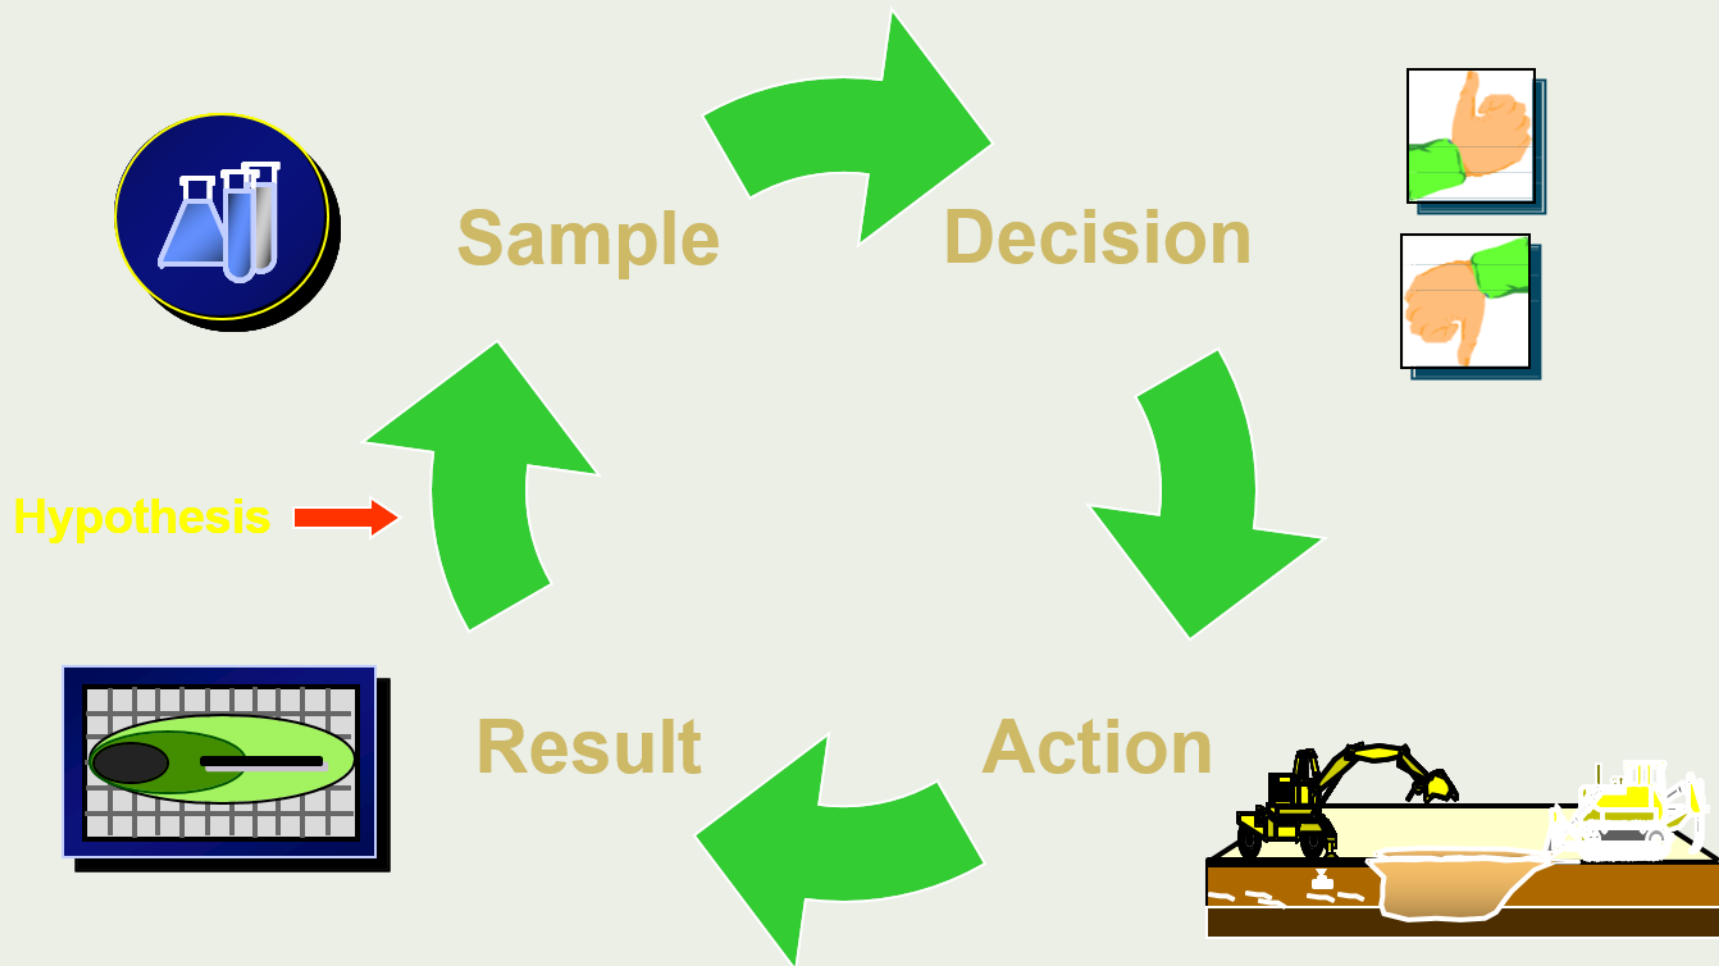 Sample
Decision
Hypothesis
Result
Action